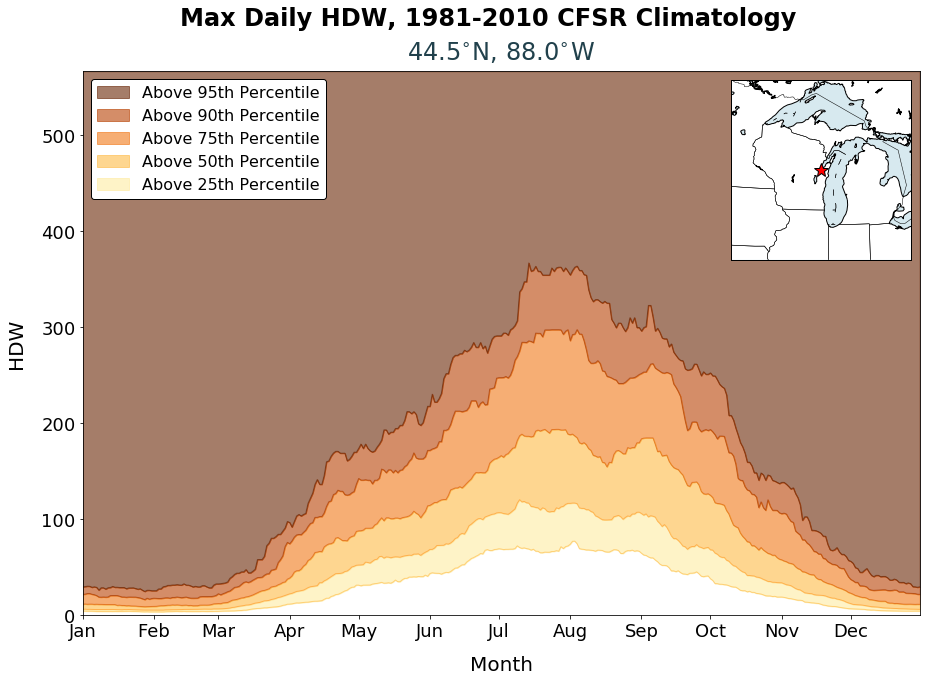 Max Daily HDW, 1981-2010 CFSR Climatology
44.5°N, 88.0°W
Above 95th Percentile
Above 90th Percentile
Above 75th Percentile
Above 50th Percentile
Above 25th Percentile
HDW
500
400
300
200
100
0
Jan Feb Mar Apr May Jun Jul Aug Sep Oct Nov Dec
Month